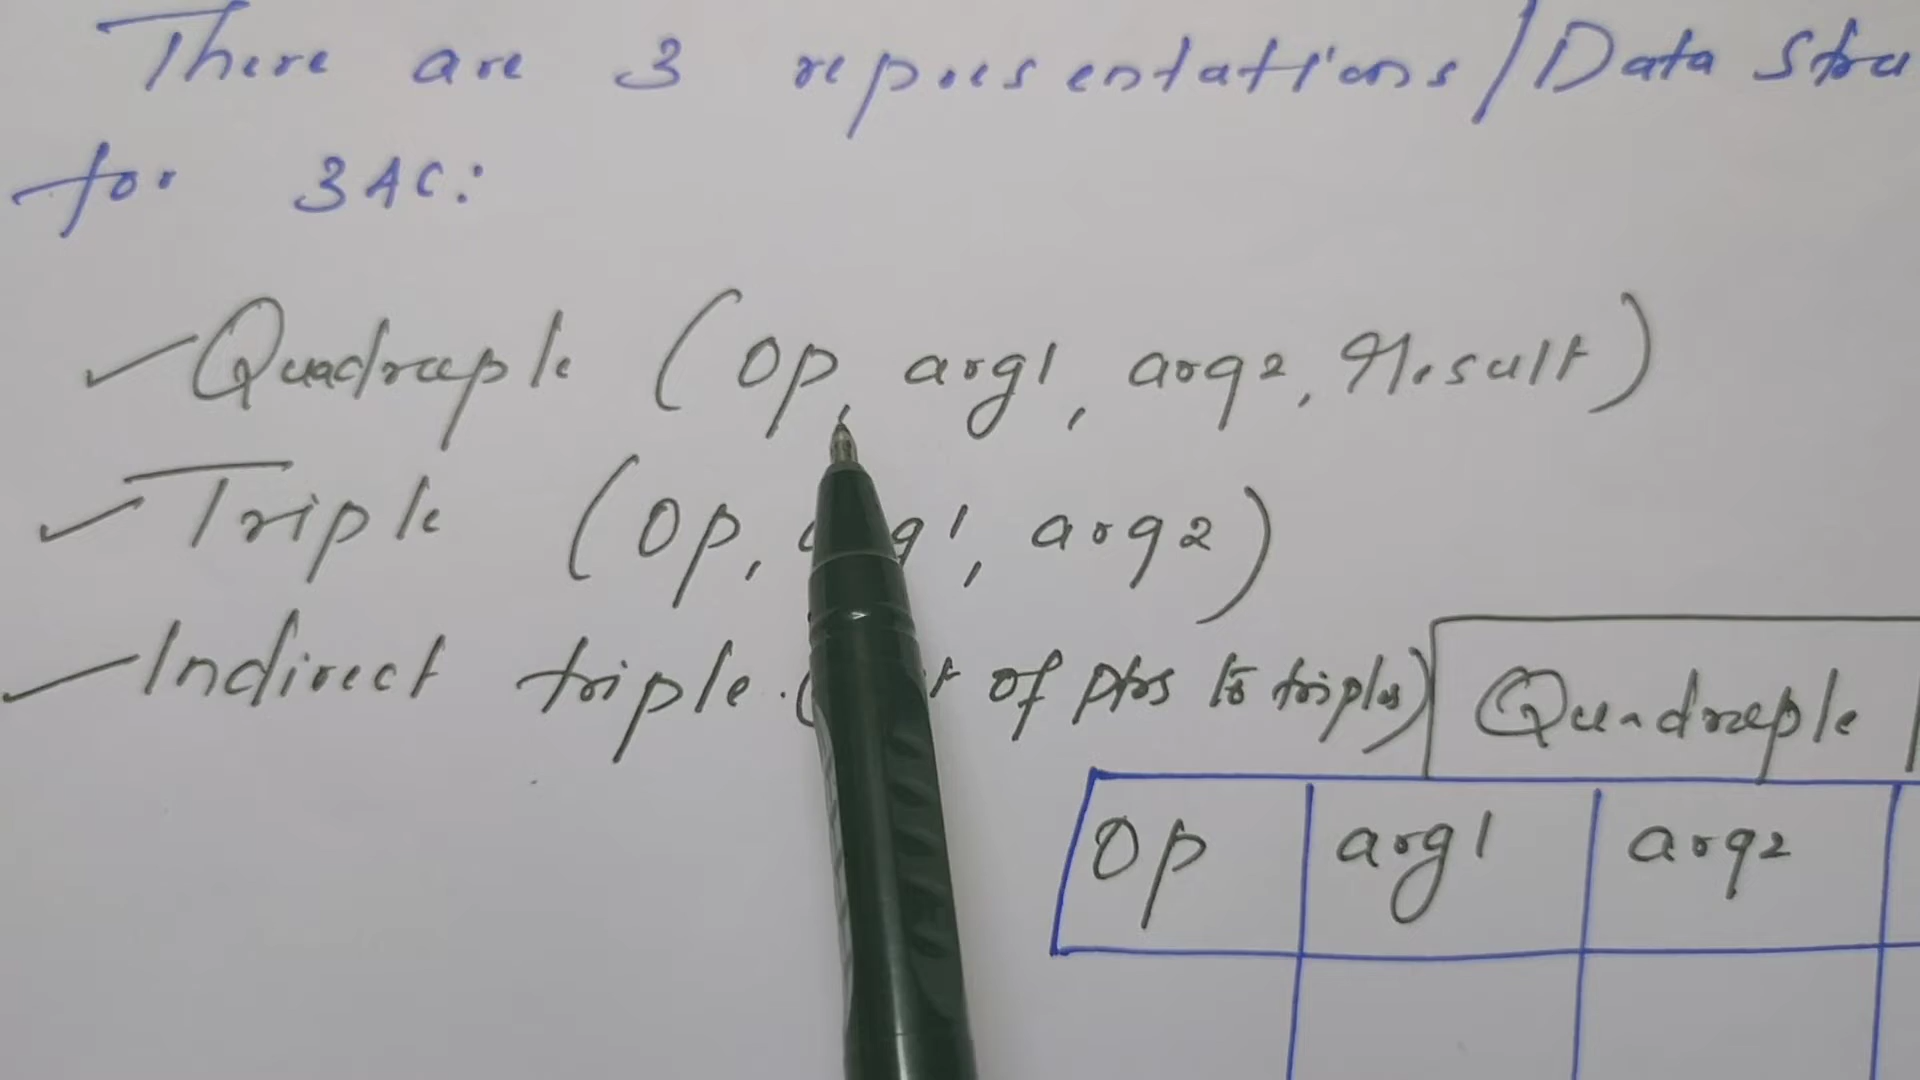 There are 3 representations/Data Stru
for 3AC:
Quadruple (Op, arg1, arg2, Result)
Triple (Op, arg1, arg2)
Indirect triple. ( of ptrs to triples)
Quadruple
Op arg1 arg2